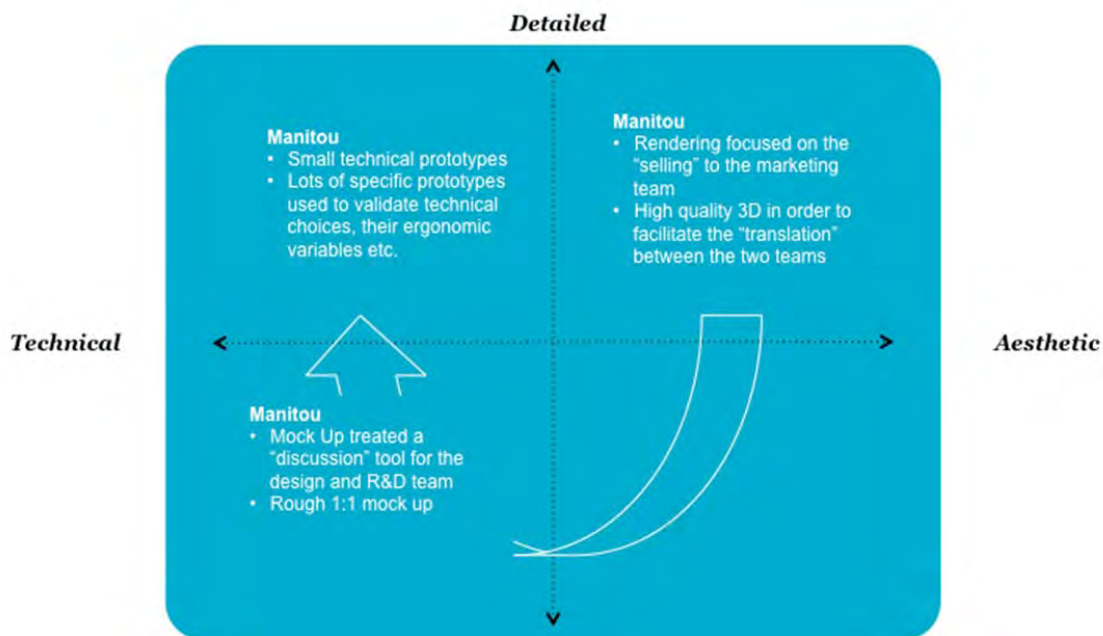 Detailed
Manitou
• Small technical prototypes
• Lots of specific prototypes
used to validate technical
choices, their ergonomic
variables etc.
Manitou
• Rendering focused on the
“selling” to the marketing
team
• High quality 3D in order to
facilitate the “translation”
between the two teams
Technical
Aesthetic
Manitou
• Mock Up treated a
“discussion” tool for the
design and R&D team
• Rough 1:1 mock up